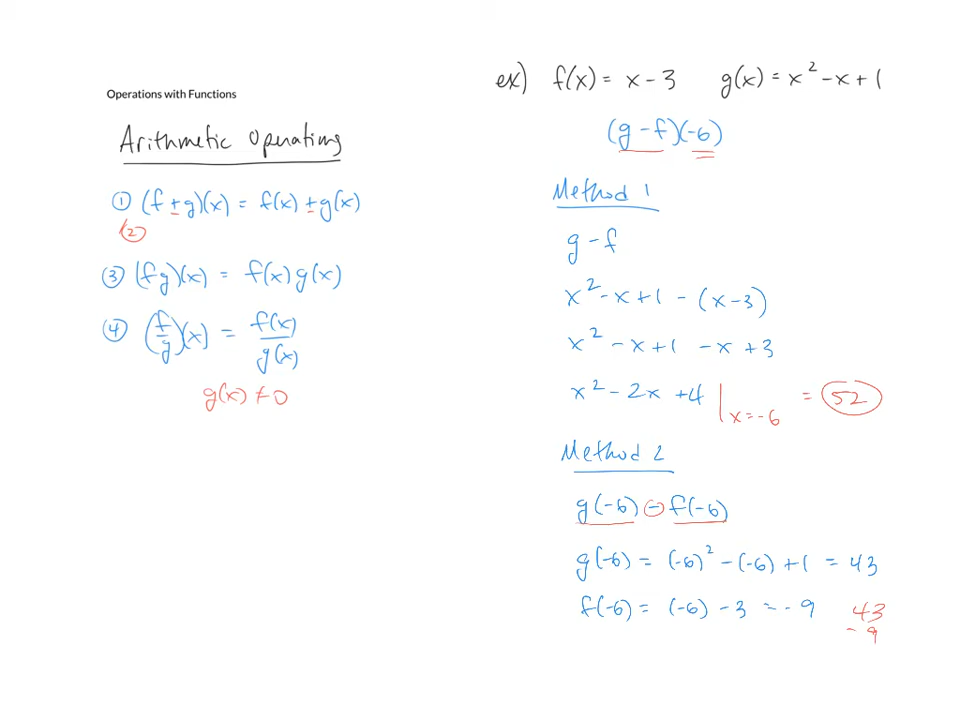 Operations with Functions
Arithmetic Operations
① (f ± g)(x) = f(x) ± g(x)
②
③ (fg)(x) = f(x)g(x)
④ (f/g)(x) = f(x)/g(x)
g(x) ≠ 0
ex) f(x) = x - 3 g(x) = x² - x + 1
(g - f)(-6)
Method 1
g - f
x² - x + 1 - (x - 3)
x² - x + 1 - x + 3
x² - 2x + 4 |x=-6 = 52
Method 2
g(-6) - f(-6)
g(-6) = (-6)² - (-6) + 1 = 43
f(-6) = (-6) - 3 = -9
43
- 9